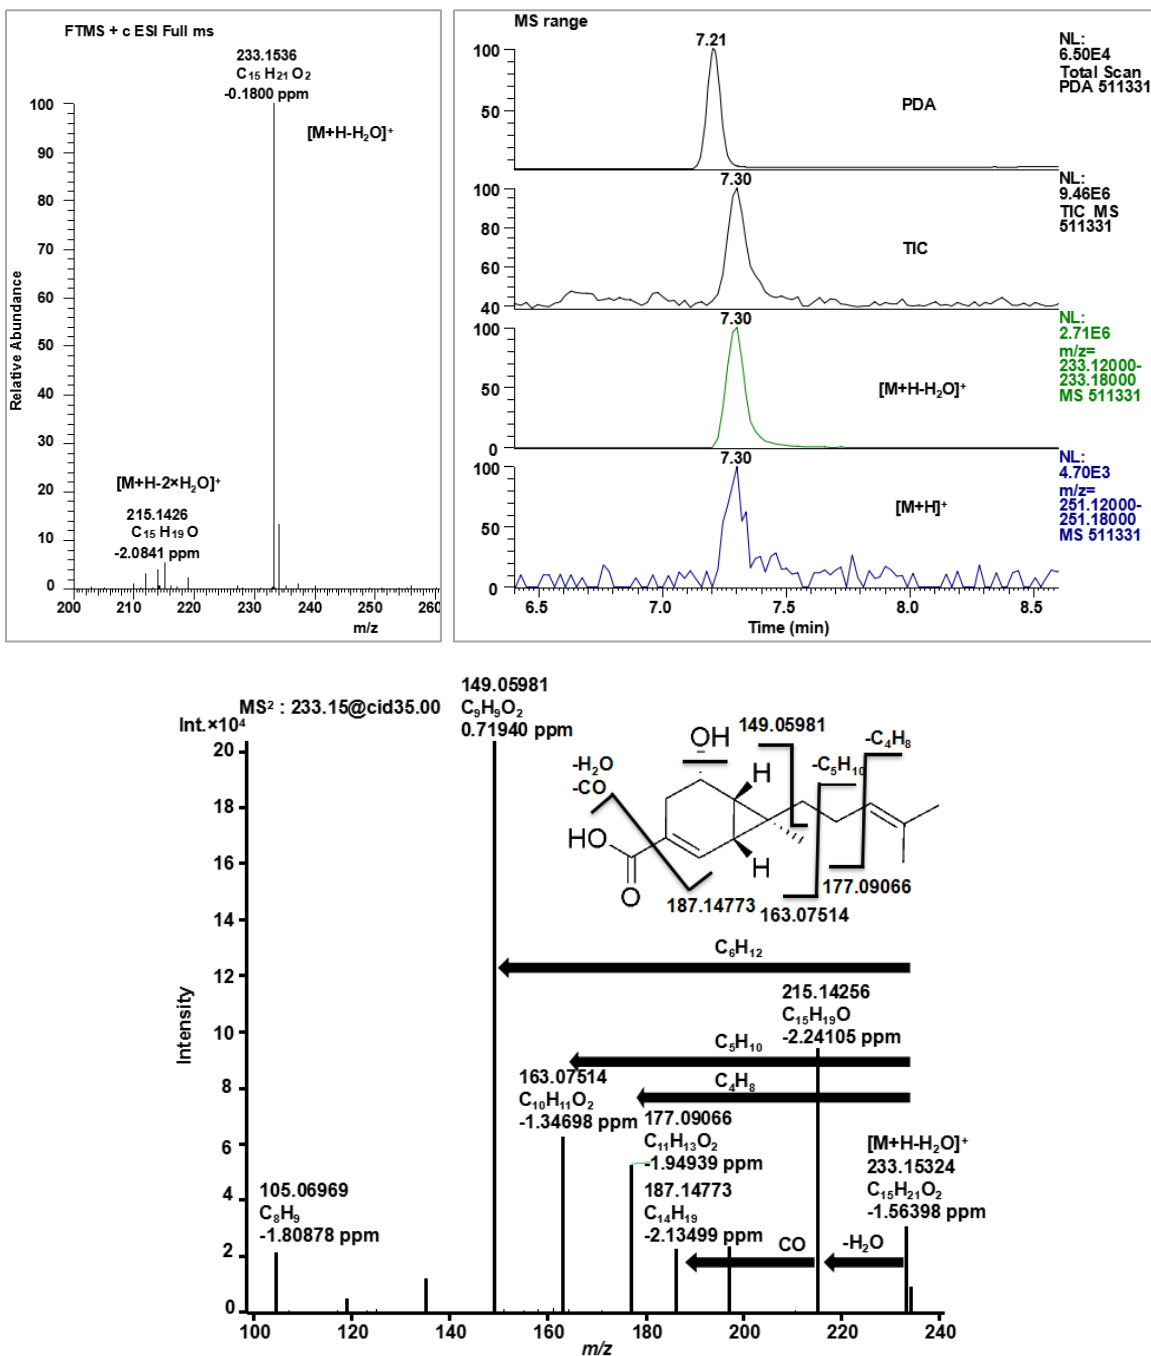 FTMS + c ESI Full ms
233.1536
C₁₅H₂₁O₂
-0.1800 ppm
[M+H-H₂O]⁺
100
90
80
70
60
50
40
30
20
10
0
Relative Abundance
[M+H-2×H₂O]⁺
215.1426
C₁₅H₁₉O
-2.0841 ppm
200 210 220 230 240 250 260
m/z
MS range
7.21
100
50
PDA
NL:
6.50E4
Total Scan
PDA 511331
7.30
100
80
60
40
TIC
NL:
9.46E6
TIC MS
511331
7.30
100
50
0
[M+H-H₂O]⁺
NL:
2.71E6
m/z=
233.12000-
233.18000
MS 511331
7.30
100
50
0
[M+H]⁺
NL:
4.70E3
m/z=
251.12000-
251.18000
MS 511331
6.5 7.0 7.5 8.0 8.5
Time (min)
MS² : 233.15@cid35.00
Int.×10⁴
149.05981
C₉H₉O₂
0.71940 ppm
20
18
16
14
12
10
8
6
4
2
0
Intensity
OH
149.05981
-C₄H₈
-H₂O
-CO
H
-C₅H₁₀
HO
O
H
187.14773
163.07514
177.09066
C₆H₁₂
215.14256
C₁₅H₁₉O
-2.24105 ppm
C₅H₁₀
C₄H₈
163.07514
C₁₀H₁₁O₂
-1.34698 ppm
177.09066
C₁₁H₁₃O₂
-1.94939 ppm
187.14773
C₁₄H₁₉
-2.13499 ppm
[M+H-H₂O]⁺
233.15324
C₁₅H₂₁O₂
-1.56398 ppm
105.06969
C₈H₉
-1.80878 ppm
CO
-H₂O
100 120 140 160 180 200 220 240
m/z